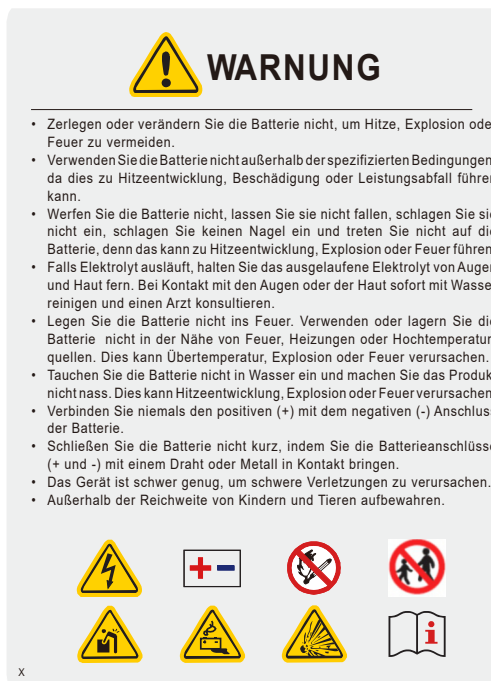 WARNUNG
• Zerlegen oder verändern Sie die Batterie nicht, um Hitze, Explosion ode
Feuer zu vermeiden.
• Verwenden Sie die Batterie nicht außerhalb der spezifizierten Bedingungen
da dies zu Hitzeentwicklung, Beschädigung oder Leistungsabfall führen
kann.
• Werfen Sie die Batterie nicht, lassen Sie sie nicht fallen, schlagen Sie sie
nicht ein, schlagen Sie keinen Nagel ein und treten Sie nicht auf die
Batterie, denn das kann zu Hitzeentwicklung, Explosion oder Feuer führen
• Falls Elektrolyt ausläuft, halten Sie das ausgelaufene Elektrolyt von Augen
und Haut fern. Bei Kontakt mit den Augen oder der Haut sofort mit Wasse
reinigen und einen Arzt konsultieren.
• Legen Sie die Batterie nicht ins Feuer. Verwenden oder lagern Sie die
Batterie nicht in der Nähe von Feuer, Heizungen oder Hochtemperatur
quellen. Dies kann Übertemperatur, Explosion oder Feuer verursachen.
• Tauchen Sie die Batterie nicht in Wasser ein und machen Sie das Produk
nicht nass. Dies kann Hitzeentwicklung, Explosion oder Feuer verursachen
• Verbinden Sie niemals den positiven (+) mit dem negativen (-) Anschlus
der Batterie.
• Schließen Sie die Batterie nicht kurz, indem Sie die Batterieanschlüsse
(+ und -) mit einem Draht oder Metall in Kontakt bringen.
• Das Gerät ist schwer genug, um schwere Verletzungen zu verursachen.
• Außerhalb der Reichweite von Kindern und Tieren aufbewahren.
X